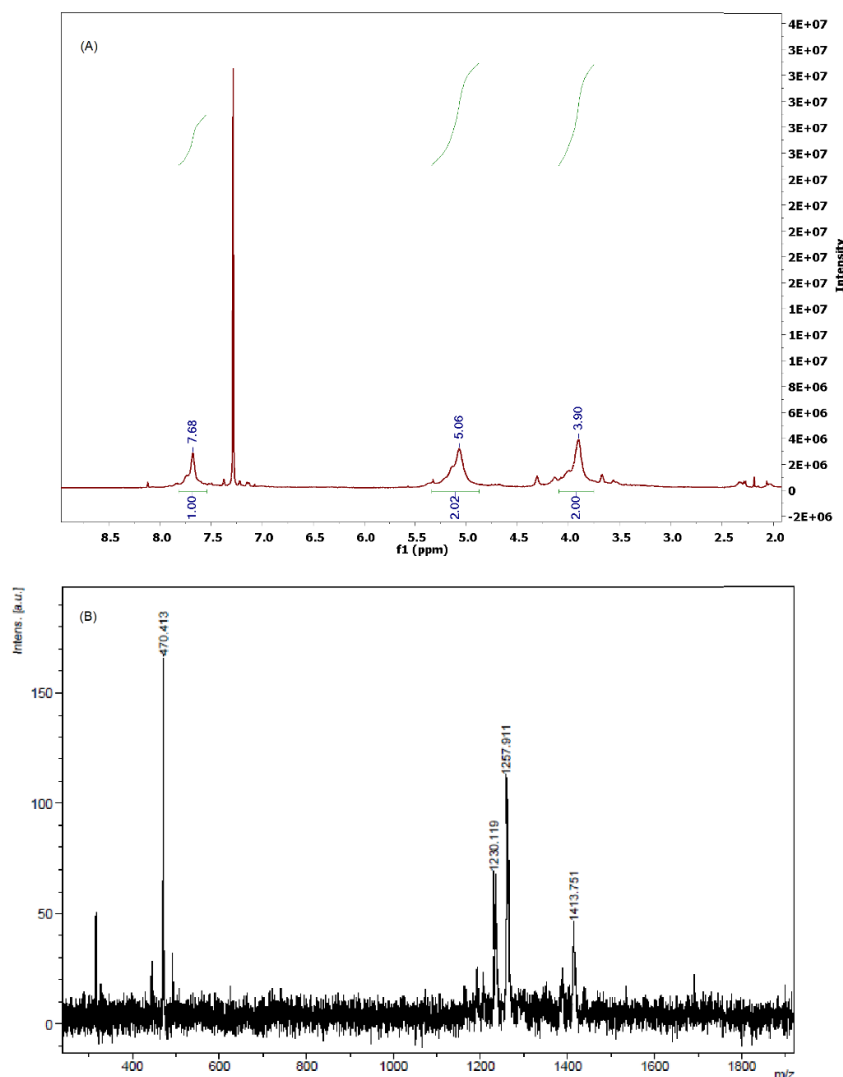 (A)
4E+07
3E+07
3E+07
3E+07
3E+07
3E+07
2E+07
2E+07
2E+07
2E+07
2E+07
1E+07
1E+07
1E+07
8E+06
6E+06
4E+06
2E+06
0
-2E+06
Intensity
7.68
5.06
3.90
1.00
2.02
2.00
8.5 7.5 7.0 6.0 5.5 5.0 4.5 4.0 3.5 3.0 2.5 2.0
f1 (ppm)
(B)
Intens. [a.u.]
150
100
50
0
470.413
1230.119
1257.911
1413.751
400 600 800 1000 1200 1400 1600 1800
m/z